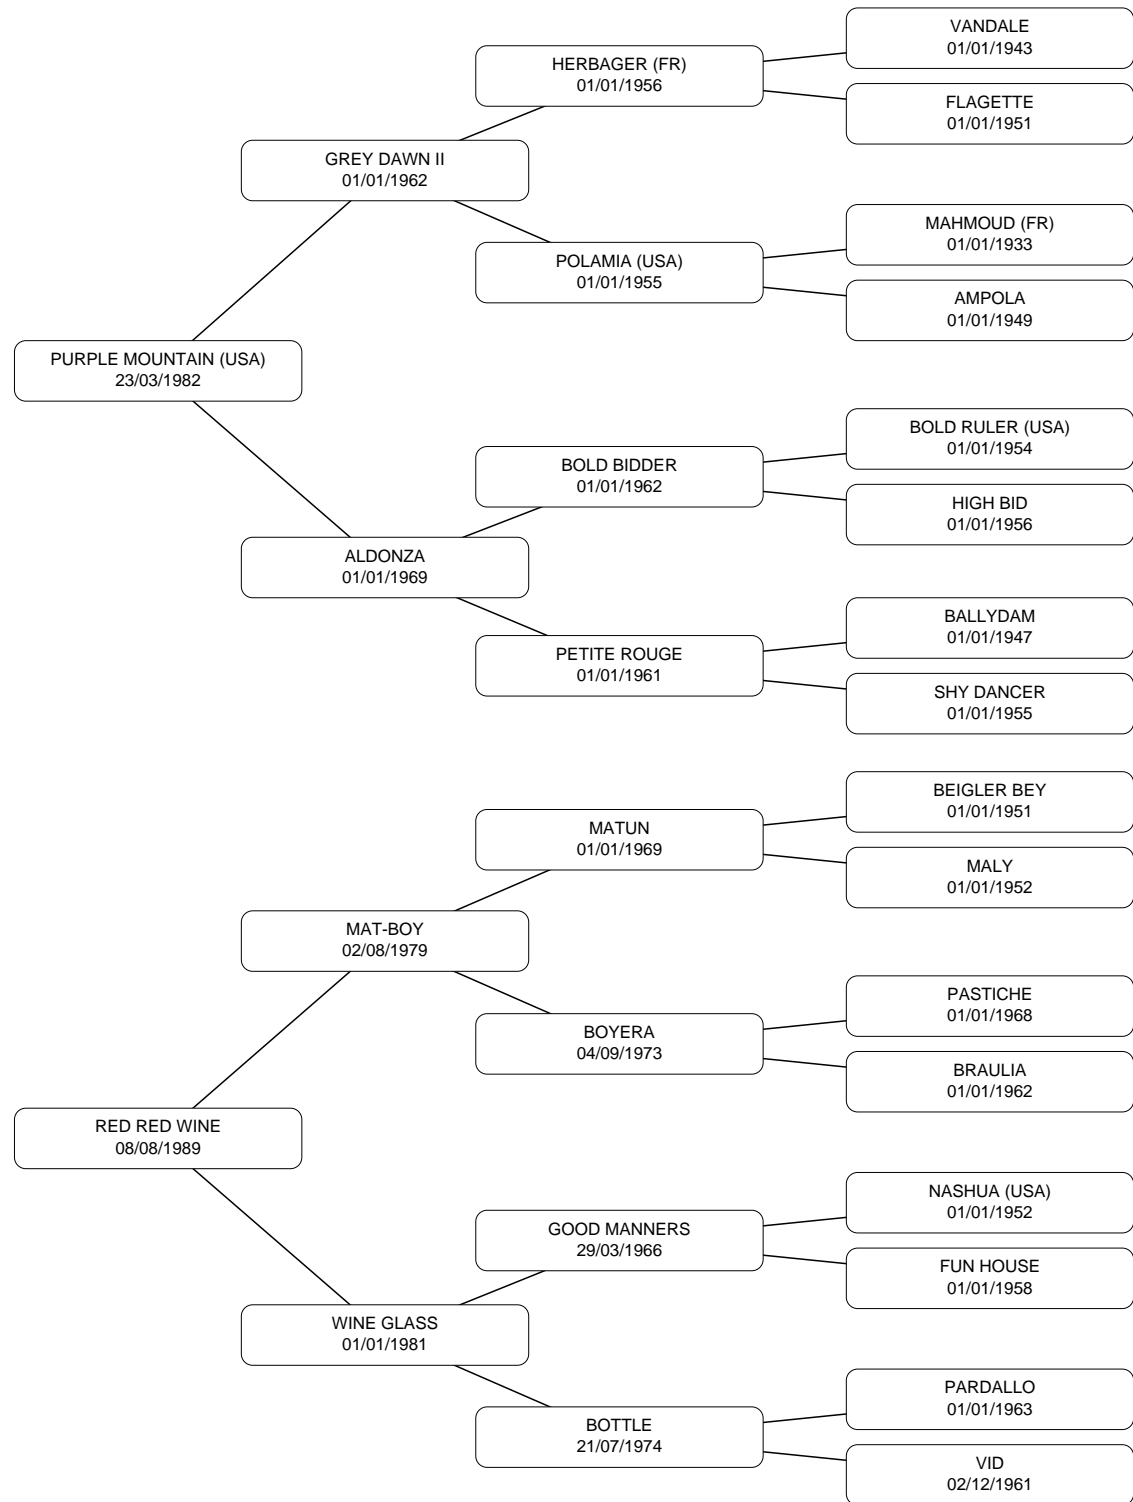 VANDALE
01/01/1943
HERBAGER (FR)
01/01/1956
FLAGETTE
01/01/1951
GREY DAWN II
01/01/1962
MAHMOUD (FR)
01/01/1933
POLAMIA (USA)
01/01/1955
AMPOLA
01/01/1949
PURPLE MOUNTAIN (USA)
23/03/1982
BOLD RULER (USA)
01/01/1954
BOLD BIDDER
01/01/1962
HIGH BID
01/01/1956
ALDONZA
01/01/1969
BALLYDAM
01/01/1947
PETITE ROUGE
01/01/1961
SHY DANCER
01/01/1955
BEIGLER BEY
01/01/1951
MATUN
01/01/1969
MALY
01/01/1952
MAT-BOY
02/08/1979
PASTICHE
01/01/1968
BOYERA
04/09/1973
BRAULIA
01/01/1962
RED RED WINE
08/08/1989
NASHUA (USA)
01/01/1952
GOOD MANNERS
29/03/1966
FUN HOUSE
01/01/1958
WINE GLASS
01/01/1981
PARDALLO
01/01/1963
BOTTLE
21/07/1974
VID
02/12/1961